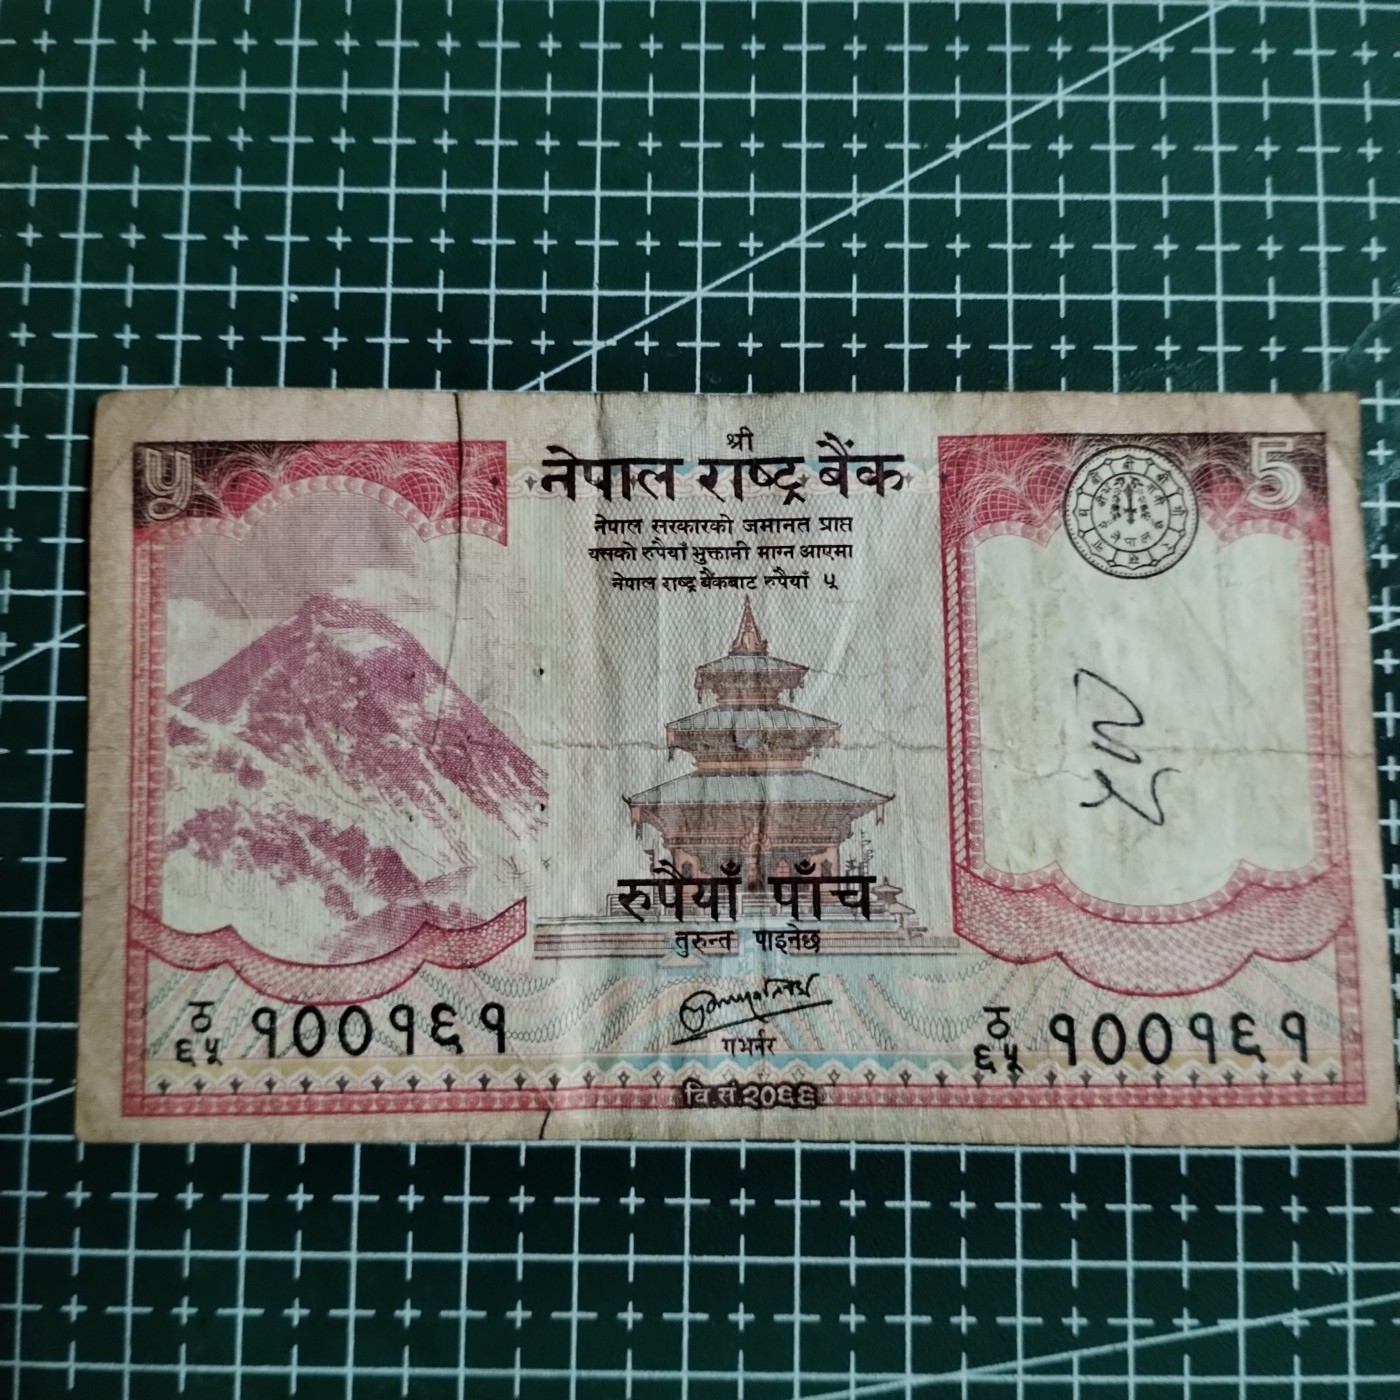 ५
5
श्री
नेपाल राष्ट्र बैंक
नेपाल सरकारको जमानत प्राप्त
यसको रुपैयाँ भुक्तानी माग्न आएमा
नेपाल राष्ट्र बैंकबाट रुपैयाँ ५
रुपैयाँ पाँच
तुरुन्त पाइनेछ
गभर्नर
ठ
६५ १००१६१
ठ
६५ १००१६१
वि.सं.२०६६